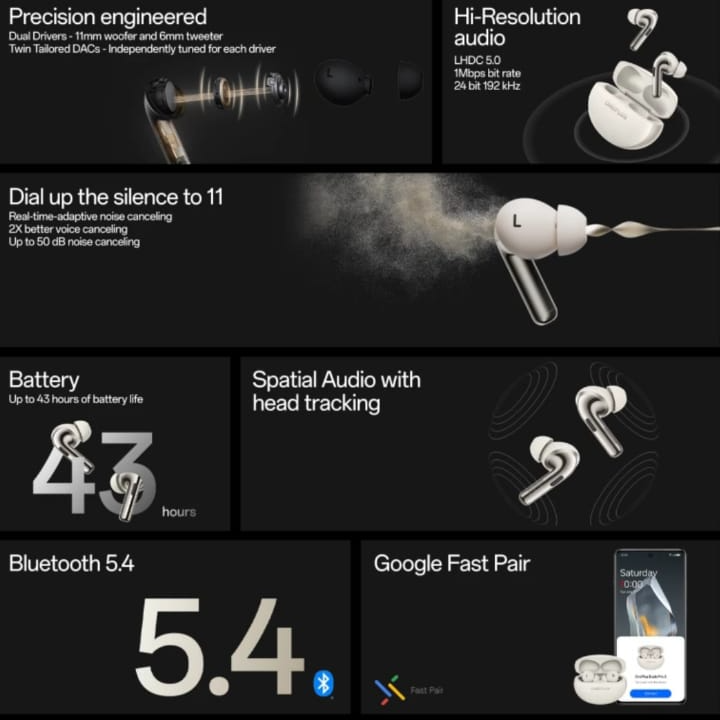 Precision engineered
Dual Drivers - 11mm woofer and 6mm tweeter
Twin Tailored DACs - Independently tuned for each driver
L
Hi-Resolution
audio
LHDC 5.0
1Mbps bit rate
24 bit 192 kHz
Dial up the silence to 11
Real-time-adaptive noise canceling
2X better voice canceling
Up to 50 dB noise canceling
L
Battery
Up to 43 hours of battery life
43
hours
Spatial Audio with
head tracking
Bluetooth 5.4
5.4
Google Fast Pair
Fast Pair
Saturday